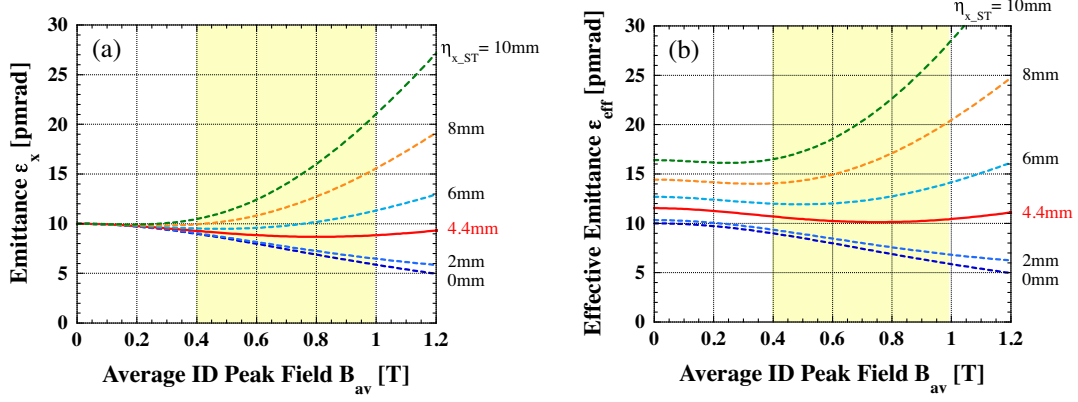 (a)
Emittance ε_x [pmrad]
30
25
20
15
10
5
0
0 0.2 0.4 0.6 0.8 1 1.2
Average ID Peak Field B_av [T]
η_x_ST = 10mm
8mm
6mm
4.4mm
2mm
0mm
(b)
Effective Emittance ε_eff [pmrad]
30
25
20
15
10
5
0
0 0.2 0.4 0.6 0.8 1 1.2
Average ID Peak Field B_av [T]
η_x_ST = 10mm
8mm
6mm
4.4mm
2mm
0mm